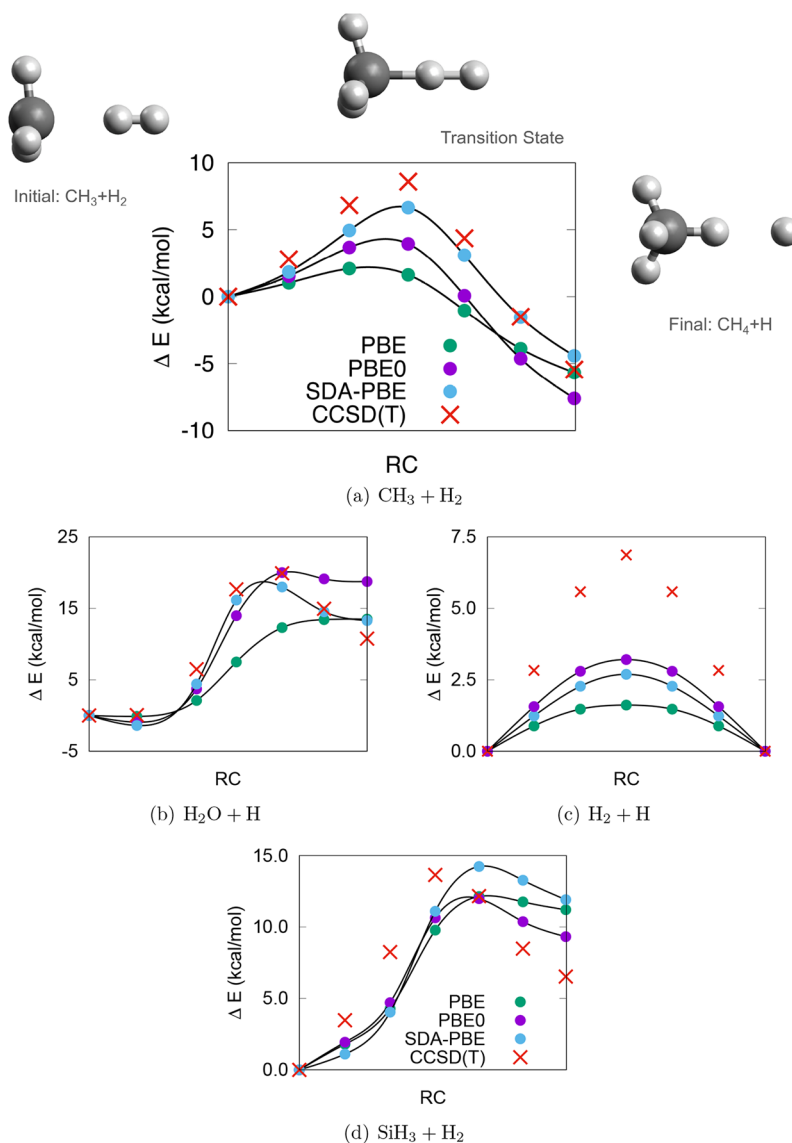 Transition State
Initial: CH₃+H₂
10
5
0
-5
-10
Δ E (kcal/mol)
PBE
PBE0
SDA-PBE
CCSD(T)
RC
Final: CH₄+H
(a) CH₃ + H₂
25
15
5
-5
Δ E (kcal/mol)
RC
(b) H₂O + H
7.5
5.0
2.5
0.0
Δ E (kcal/mol)
RC
(c) H₂ + H
15.0
10.0
5.0
0.0
Δ E (kcal/mol)
PBE
PBE0
SDA-PBE
CCSD(T)
RC
(d) SiH₃ + H₂